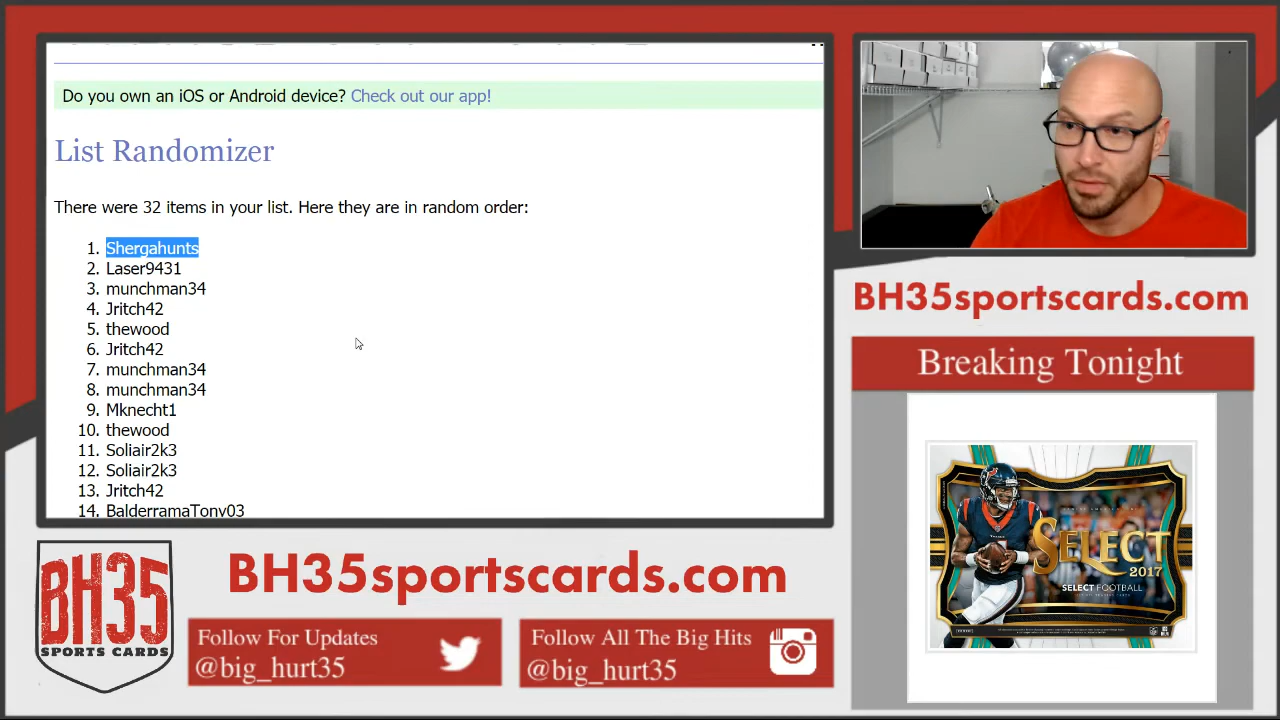 Do you own an iOS or Android device? Check out our app!
List Randomizer
There were 32 items in your list. Here they are in random order:
1. Shergahunts
2. Laser9431
3. munchman34
4. Jritch42
5. thewood
6. Jritch42
7. munchman34
8. munchman34
9. Mknecht1
10. thewood
11. Soliair2k3
12. Soliair2k3
13. Jritch42
14. BalderramaTony03
BH35sportscards.com
Breaking Tonight
SELECT
2017
SELECT FOOTBALL
BH35
SPORTS CARDS
BH35sportscards.com
Follow For Updates
@big_hurt35
Follow All The Big Hits
@big_hurt35